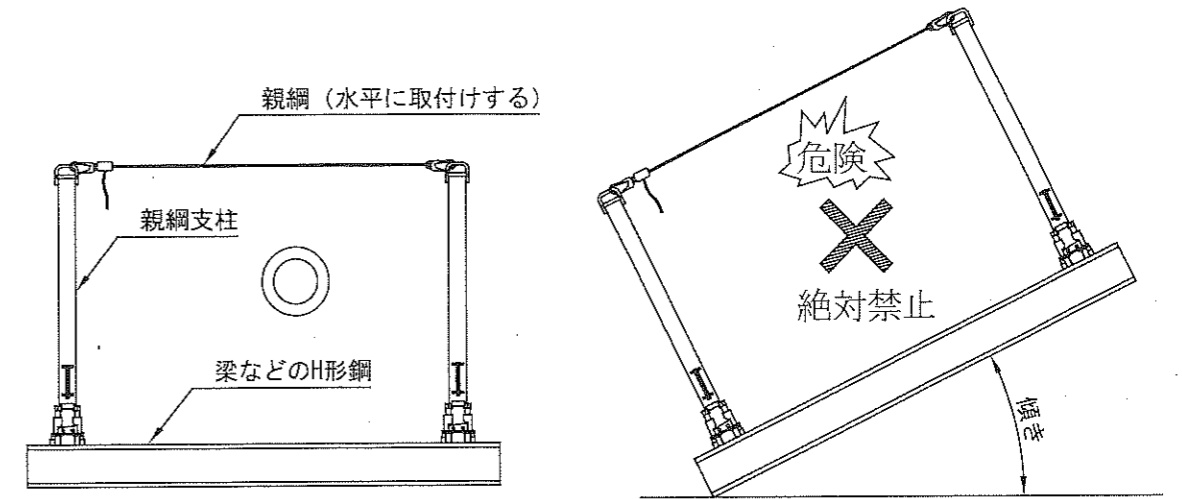 親綱（水平に取付けする）
親綱支柱
梁などのH形鋼
危険
絶対禁止
傾き